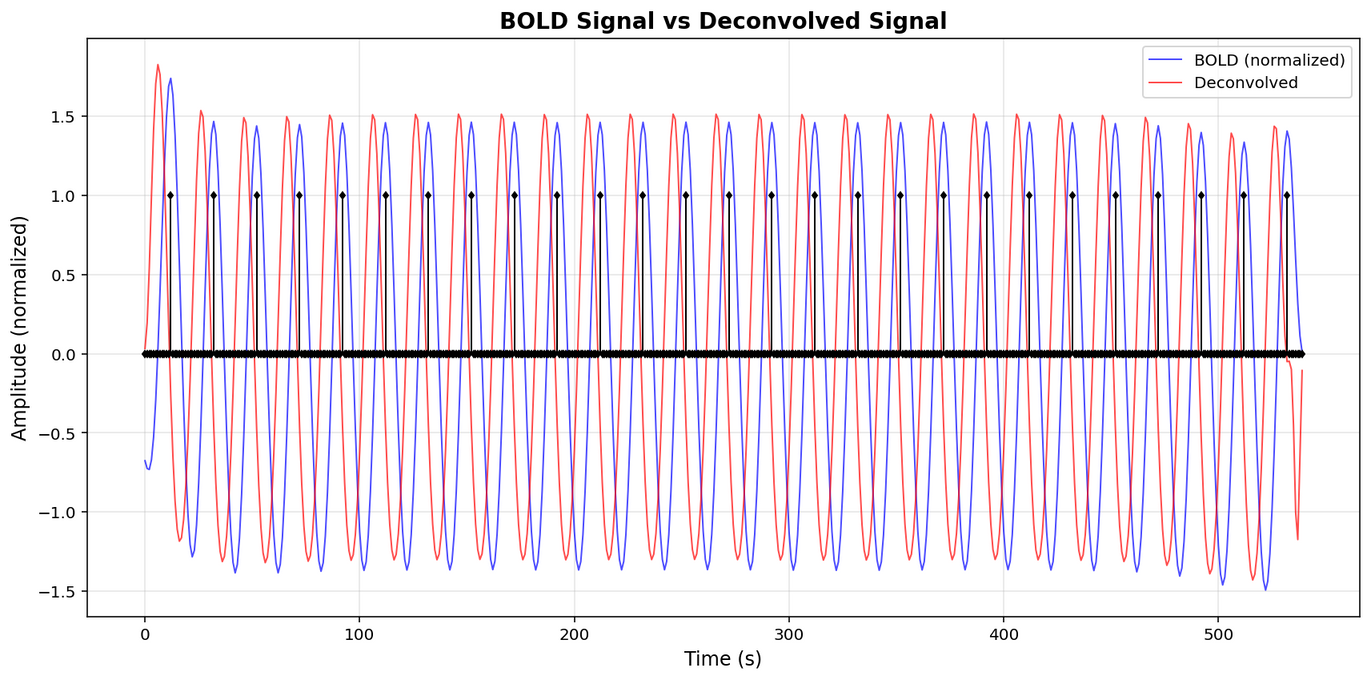 BOLD Signal vs Deconvolved Signal
BOLD (normalized)
Deconvolved
Amplitude (normalized)
1.5
1.0
0.5
0.0
−0.5
−1.0
−1.5
0 100 200 300 400 500
Time (s)